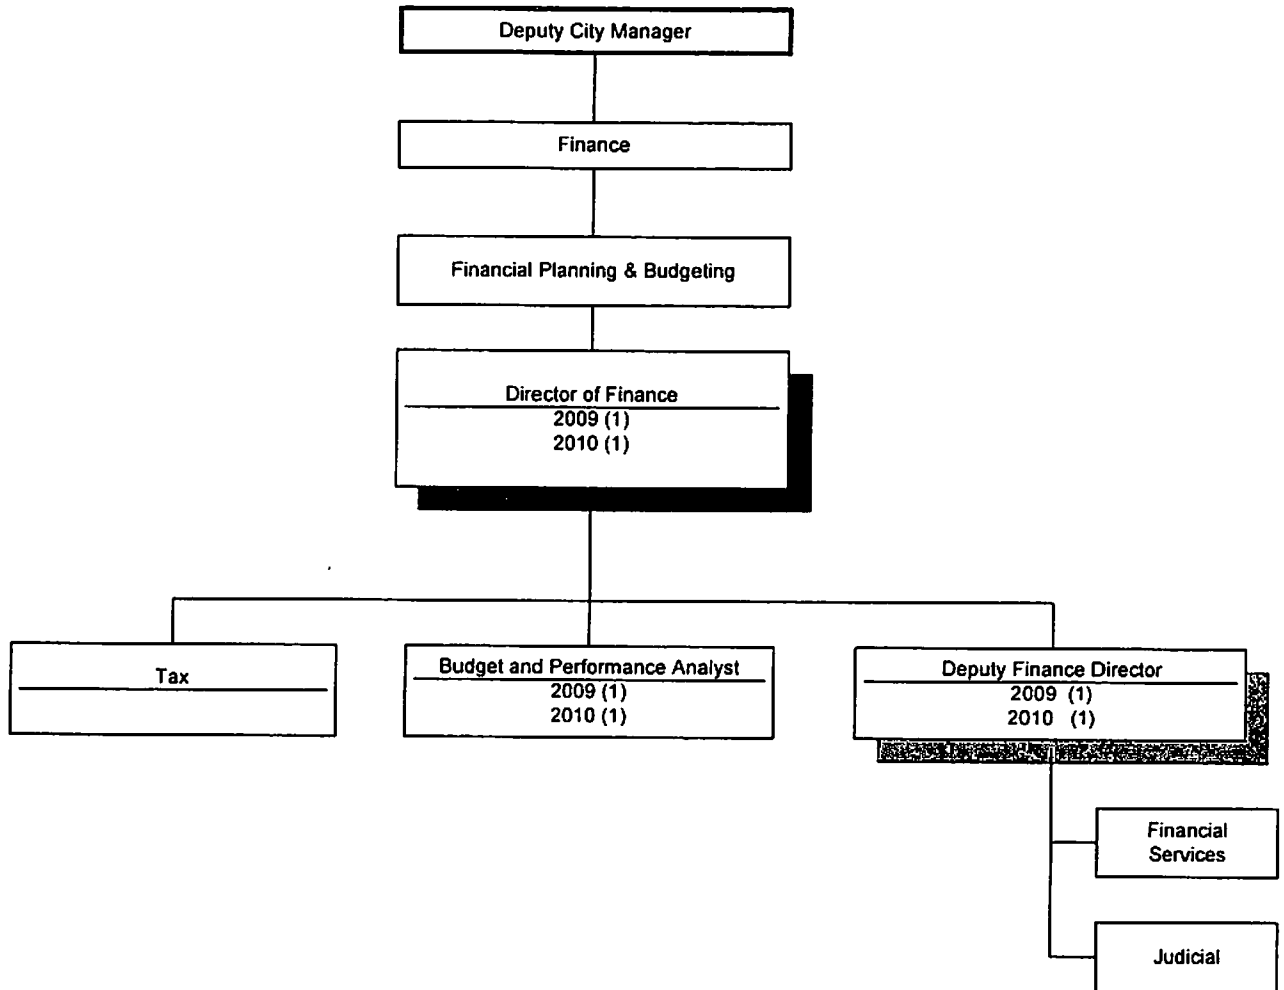 Deputy City Manager
Finance
Financial Planning & Budgeting
Director of Finance
2009 (1)
2010 (1)
Tax
Budget and Performance Analyst
2009 (1)
2010 (1)
Deputy Finance Director
2009 (1)
2010 (1)
Financial
Services
Judicial